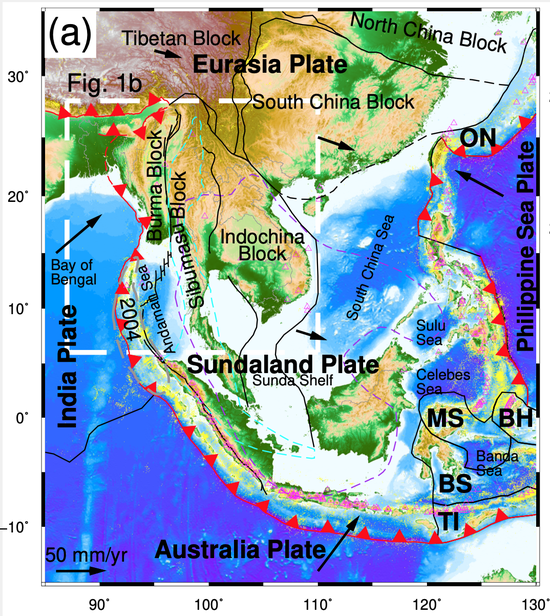 (a)
Tibetan Block
North China Block
Eurasia Plate
30°
Fig. 1b
South China Block
ON
20°
Burma Block
Sibumasu Block
Indochina
Block
South China Sea
Philippine Sea Plate
Bay of
Bengal
Andaman Sea
10°
2004
India Plate
Sulu
Sea
Sundaland Plate
Sunda Shelf
Celebes
Sea
0°
MS
BH
Banda
Sea
BS
TI
−10°
Australia Plate
50 mm/yr
90°
100°
110°
120°
130°